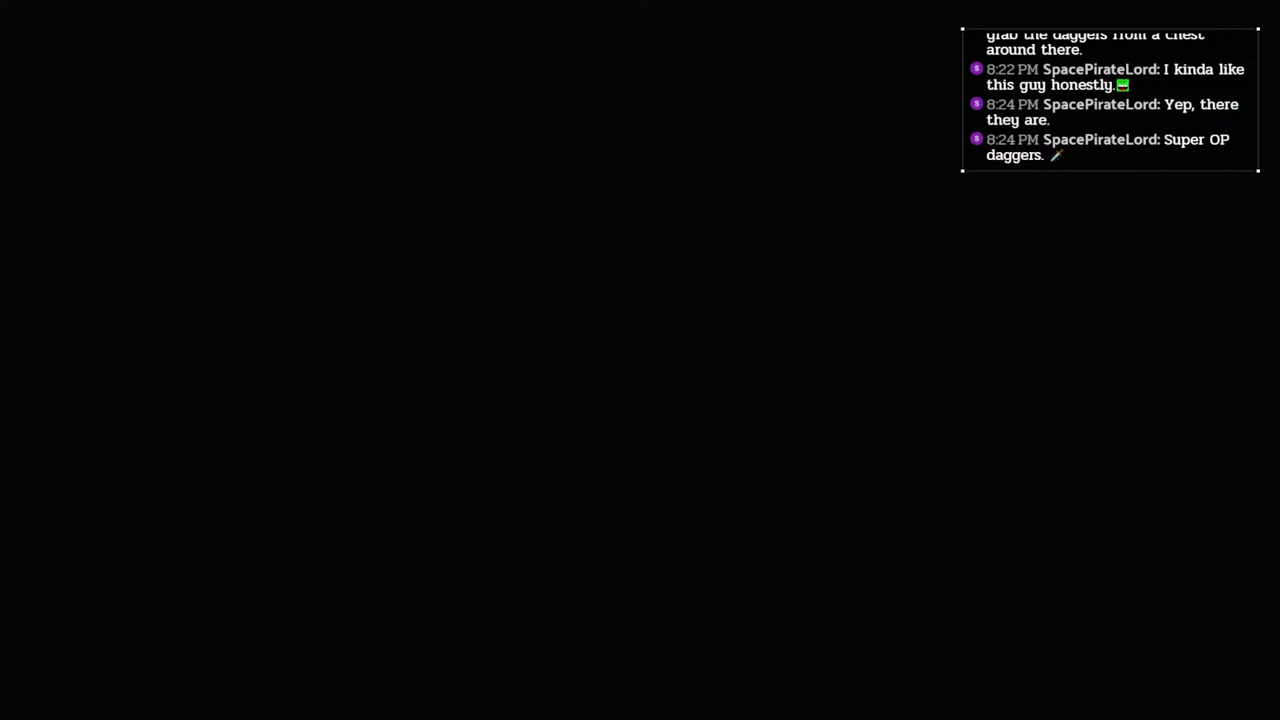 grab the daggers from a chest
around there.
S 8:22 PM SpacePirateLord: I kinda like
this guy honestly.
S 8:24 PM SpacePirateLord: Yep, there
they are.
S 8:24 PM SpacePirateLord: Super OP
daggers.